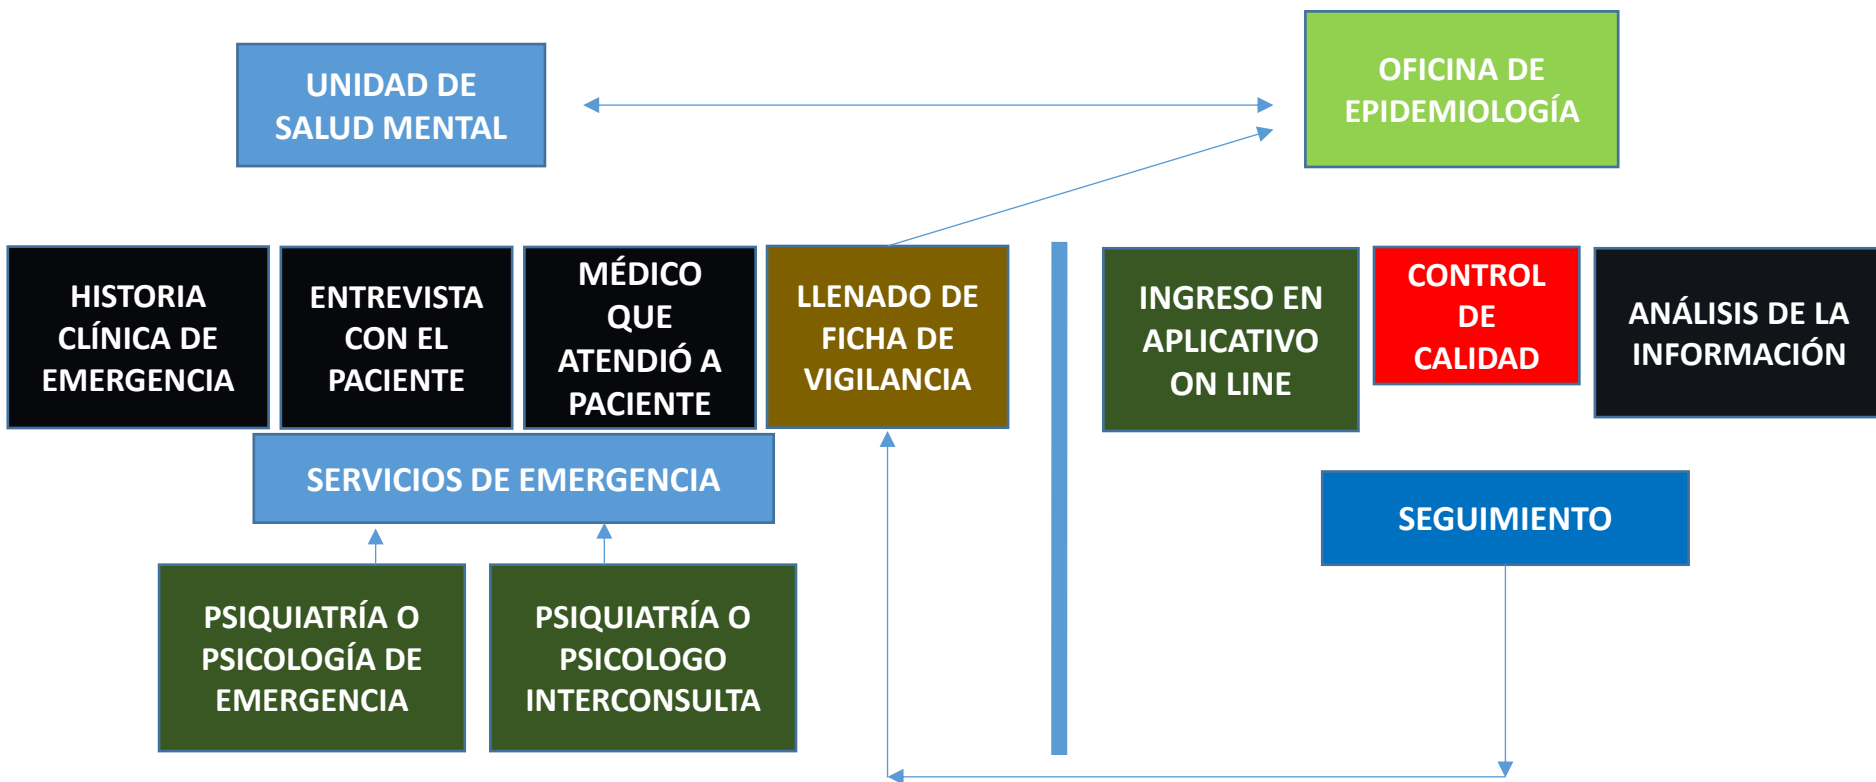 UNIDAD DE
SALUD MENTAL
OFICINA DE
EPIDEMIOLOGÍA
HISTORIA
CLÍNICA DE
EMERGENCIA
ENTREVISTA
CON EL
PACIENTE
MÉDICO
QUE
ATENDIÓ A
PACIENTE
LLENADO DE
FICHA DE
VIGILANCIA
INGRESO EN
APLICATIVO
ON LINE
CONTROL
DE
CALIDAD
ANÁLISIS DE LA
INFORMACIÓN
SERVICIOS DE EMERGENCIA
SEGUIMIENTO
PSIQUIATRÍA O
PSICOLOGÍA DE
EMERGENCIA
PSIQUIATRÍA O
PSICOLOGO
INTERCONSULTA